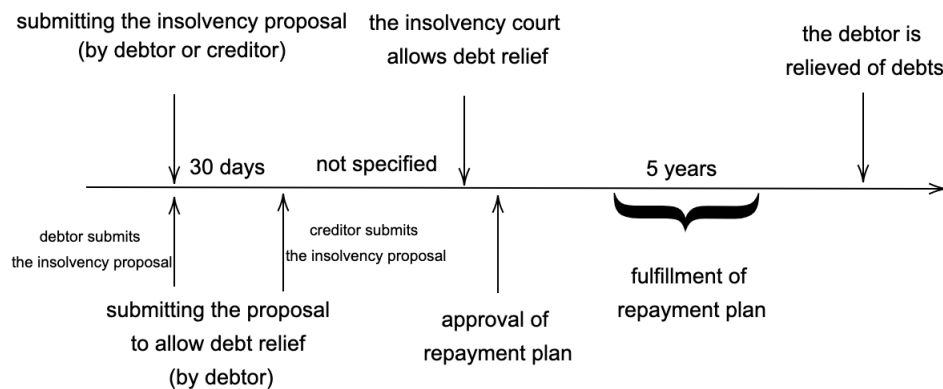 submitting the insolvency proposal
(by debtor or creditor)
the insolvency court
allows debt relief
the debtor is
relieved of debts
30 days
not specified
5 years
debtor submits
the insolvency proposal
creditor submits
the insolvency proposal
submitting the proposal
to allow debt relief
(by debtor)
approval of
repayment plan
fulfillment of
repayment plan